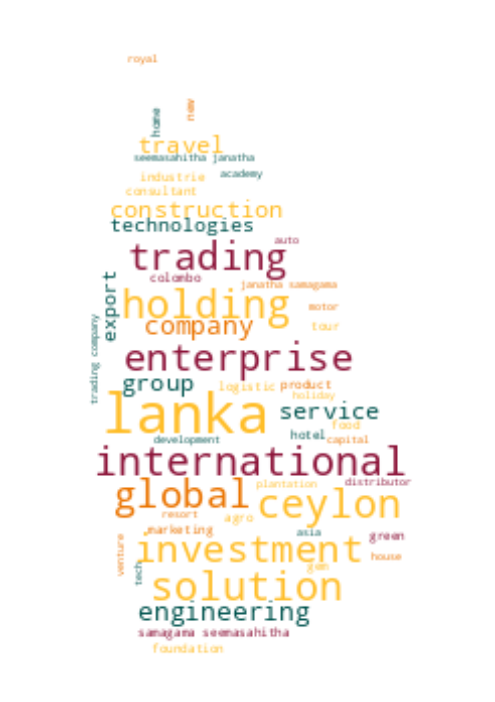 royal
new
home
travel
seemasahitha janatha
industrie academy
consultant
construction
technologies
auto
trading
colombo
janatha samagama
export
holding
motor
company
tour
trading company
enterprise
group
logistic product
holiday
lanka
service
food
hotel
capital
development
international
plantation
distributor
global
ceylon
resort
agro
marketing
asia
green
investment
venture
house
gem
tech
solution
engineering
samagama seemasahitha
foundation